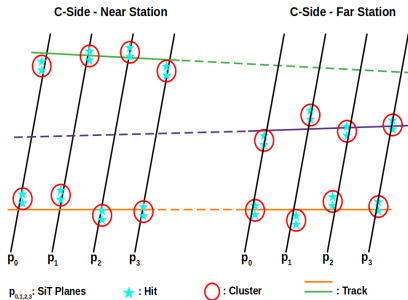 C-Side - Near Station
C-Side - Far Station
p0 p1 p2 p3
p0 p1 p2 p3
p0,1,2,3: SiT Planes : Hit : Cluster : Track